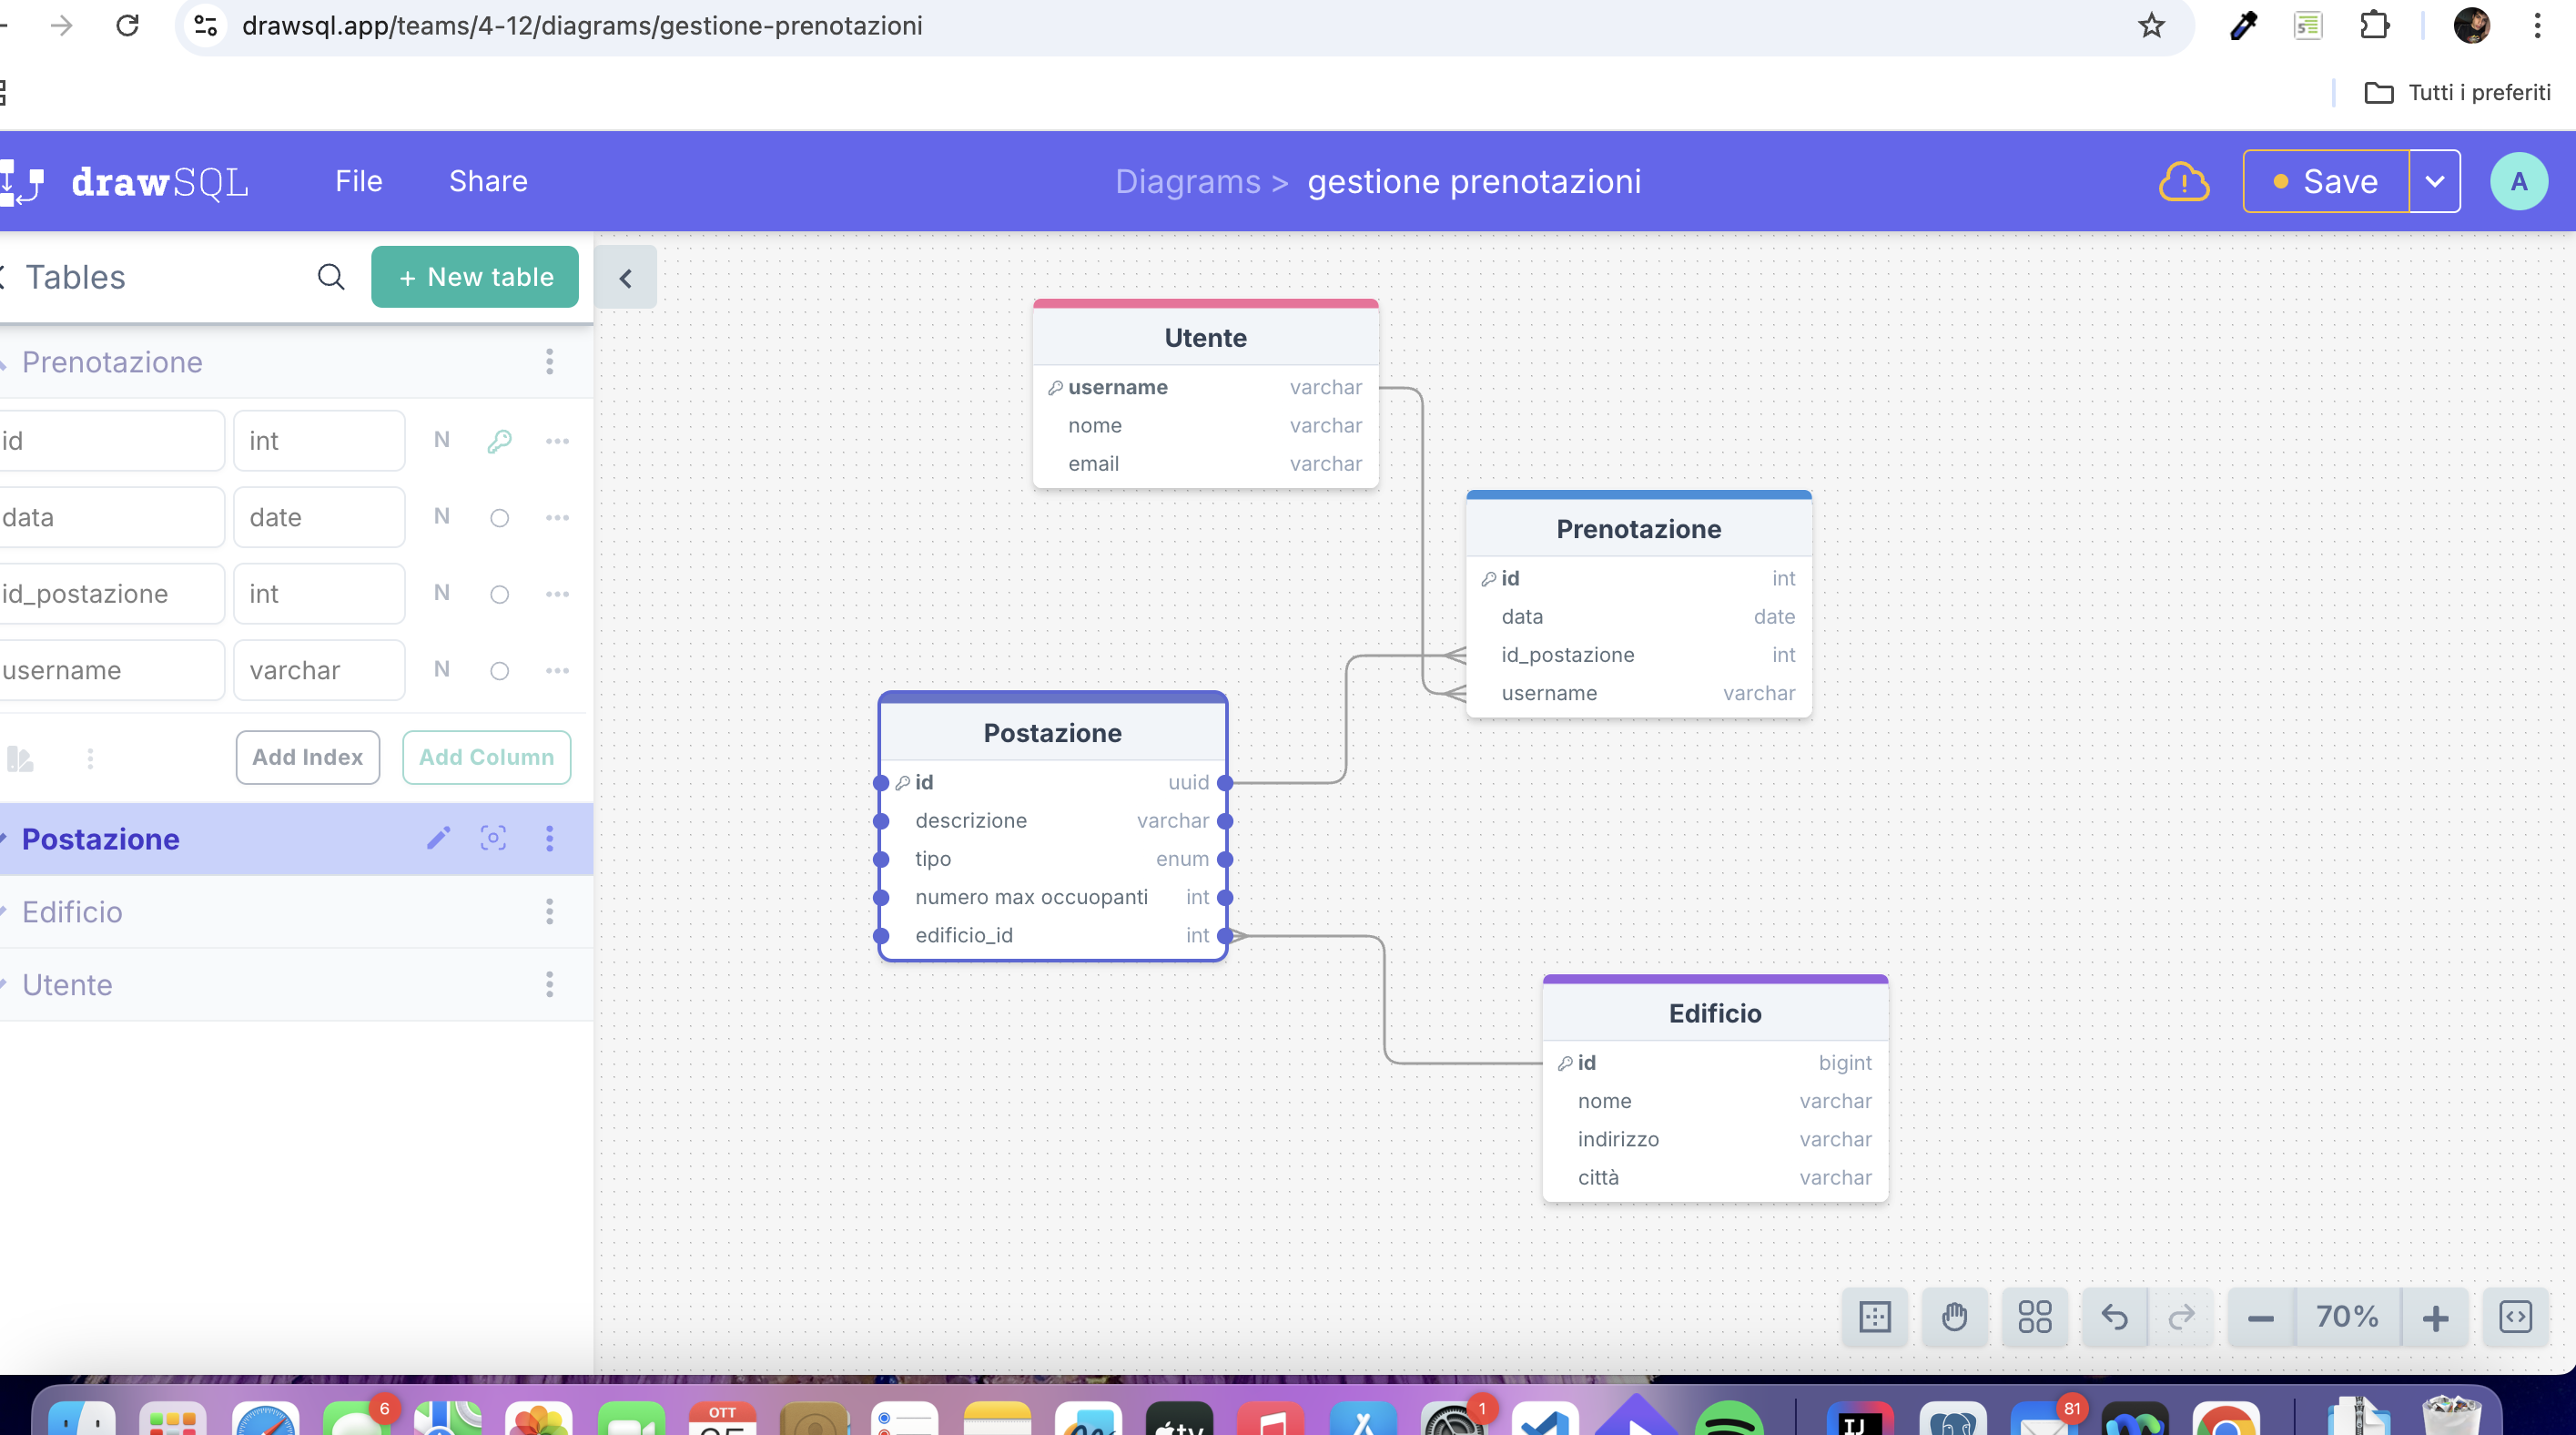 drawsql.app/teams/4-12/diagrams/gestione-prenotazioni
Tutti i preferiti
drawSQL
File
Share
Diagrams > gestione prenotazioni
Save
A
Tables
+ New table
Prenotazione
id
int
N
data
date
N
id_postazione
int
N
username
varchar
N
Add Index
Add Column
Postazione
Edificio
Utente
Utente
username varchar
nome varchar
email varchar
Prenotazione
id int
data date
id_postazione int
username varchar
Postazione
id uuid
descrizione varchar
tipo enum
numero max occuopanti int
edificio_id int
Edificio
id bigint
nome varchar
indirizzo varchar
città varchar
70%
6
OTT
tv
1
IJ
81